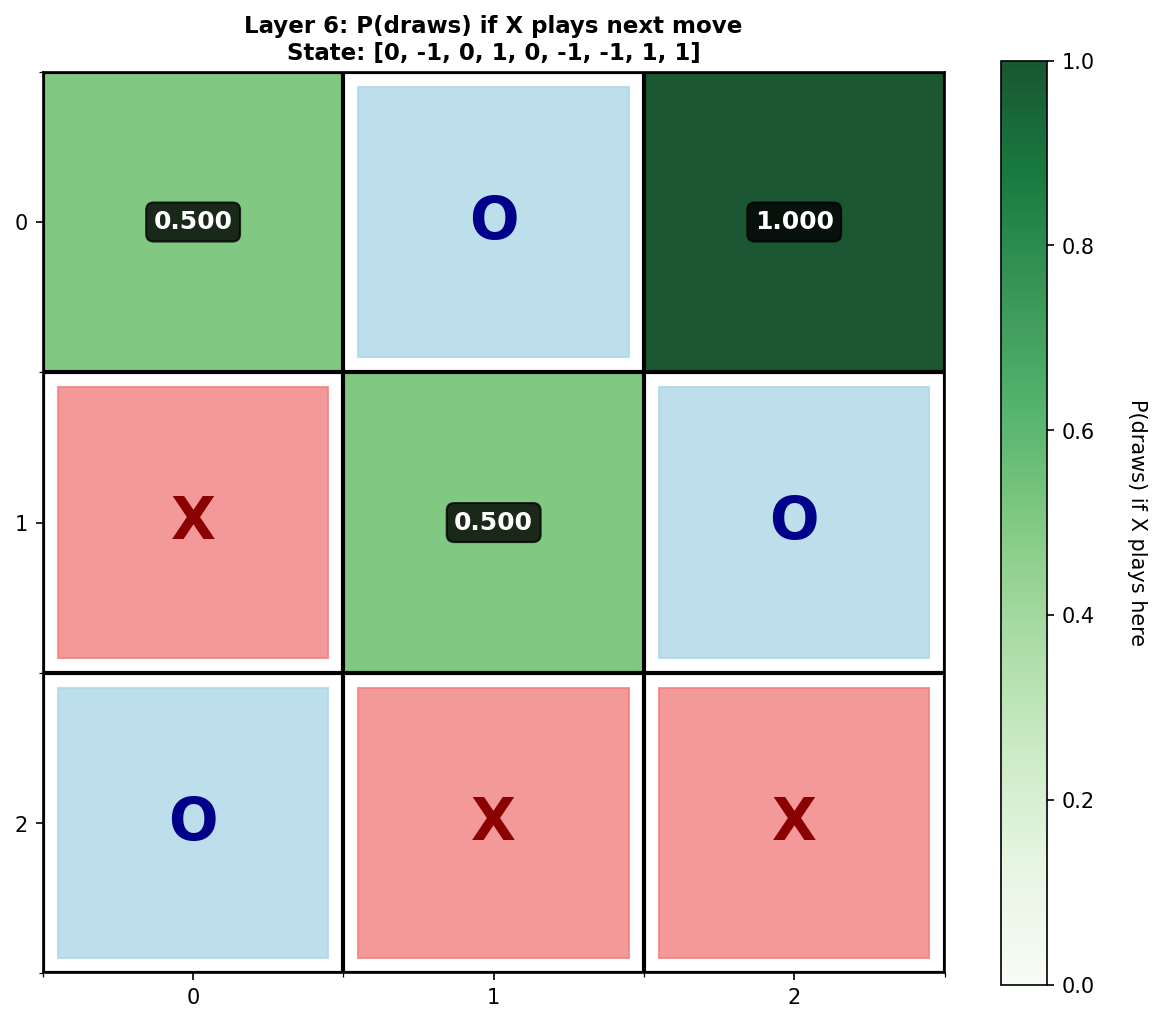 Layer 6: P(draws) if X plays next move
State: [0, -1, 0, 1, 0, -1, -1, 1, 1]
0.500
O
1.000
X
0.500
O
O
X
X
0
1
2
0
1
2
1.0
0.8
0.6
0.4
0.2
0.0
P(draws) if X plays here